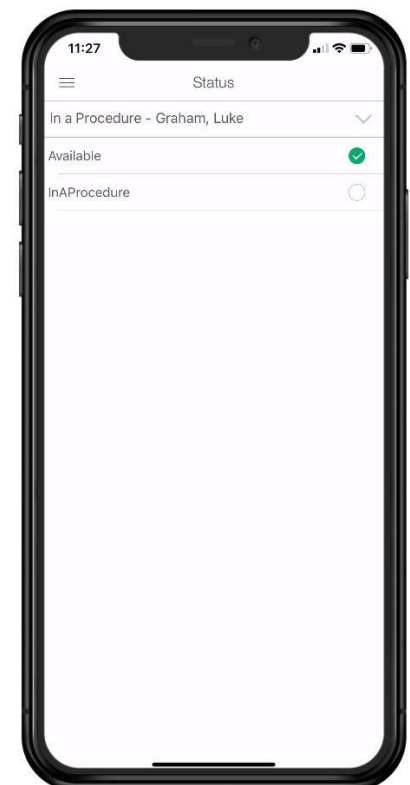 11:27
Status
In a Procedure - Graham, Luke
Available
InAProcedure